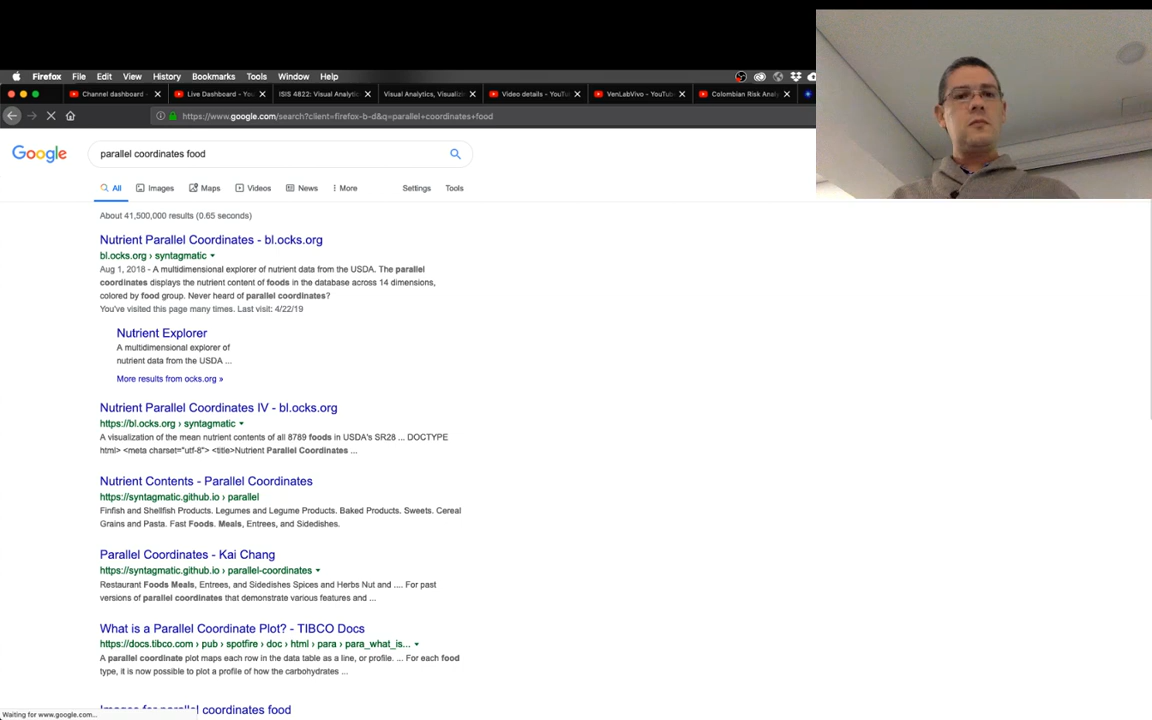 Firefox File Edit View History Bookmarks Tools Window Help
Channel dashboard - Live Dashboard - You ISIS 4822: Visual Analytic Visual Analytics, Visualizin Video details - YouTube VenLabVivo - YouTube Colombian Risk Analy
https://www.google.com/search?client=firefox-b-d&q=parallel+coordinates+food
Google parallel coordinates food
All Images Maps Videos News More Settings Tools
About 41,500,000 results (0.65 seconds)
Nutrient Parallel Coordinates - bl.ocks.org
bl.ocks.org › syntagmatic
Aug 1, 2018 - A multidimensional explorer of nutrient data from the USDA. The parallel
coordinates displays the nutrient content of foods in the database across 14 dimensions,
colored by food group. Never heard of parallel coordinates?
You've visited this page many times. Last visit: 4/22/19
Nutrient Explorer
A multidimensional explorer of
nutrient data from the USDA ...
More results from ocks.org »
Nutrient Parallel Coordinates IV - bl.ocks.org
https://bl.ocks.org › syntagmatic
A visualization of the mean nutrient contents of all 8789 foods in USDA's SR28 ... DOCTYPE
html> <meta charset="utf-8"> <title>Nutrient Parallel Coordinates ...
Nutrient Contents - Parallel Coordinates
https://syntagmatic.github.io › parallel
Finfish and Shellfish Products. Legumes and Legume Products. Baked Products. Sweets. Cereal
Grains and Pasta. Fast Foods. Meals, Entrees, and Sidedishes.
Parallel Coordinates - Kai Chang
https://syntagmatic.github.io › parallel-coordinates
Restaurant Foods Meals, Entrees, and Sidedishes Spices and Herbs Nut and .... For past
versions of parallel coordinates that demonstrate various features and ...
What is a Parallel Coordinate Plot? - TIBCO Docs
https://docs.tibco.com › pub › spotfire › doc › html › para › para_what_is...
A parallel coordinate plot maps each row in the data table as a line, or profile. ... For each food
type, it is now possible to plot a profile of how the carbohydrates ...
Images for parallel coordinates food
Waiting for www.google.com...